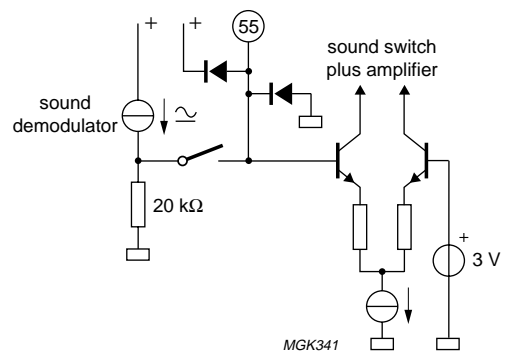 +
+
55
sound switch
plus amplifier
sound
demodulator
≃
20 kΩ
+
3 V
MGK341